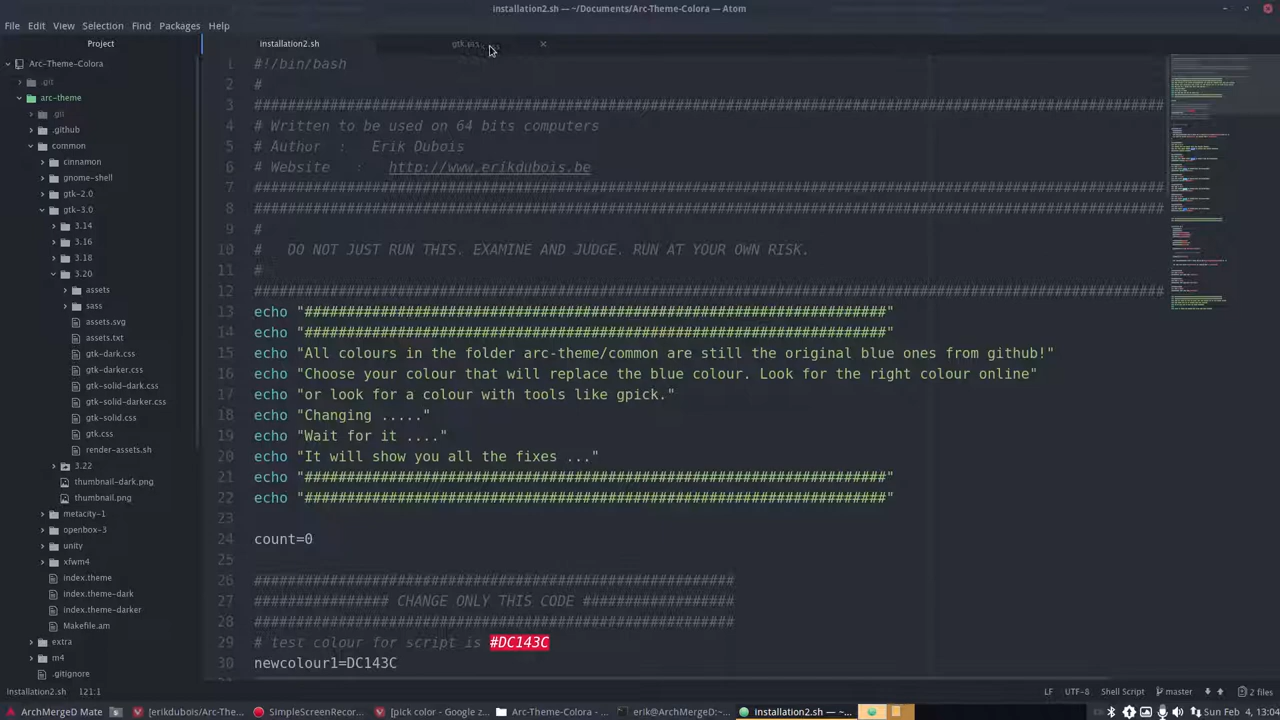 installation2.sh — ~/Documents/Arc-Theme-Colora — Atom
File Edit View Selection Find Packages Help
Project
installation2.sh
Arc-Theme-Colora
.git
arc-theme
.git
.github
common
cinnamon
gnome-shell
gtk-2.0
gtk-3.0
3.14
3.16
3.18
3.20
assets
sass
assets.svg
assets.txt
gtk-dark.css
gtk-darker.css
gtk-solid-dark.css
gtk-solid-darker.css
gtk-solid.css
gtk.css
render-assets.sh
3.22
thumbnail-dark.png
thumbnail.png
metacity-1
openbox-3
unity
xfwm4
index.theme
index.theme-dark
index.theme-darker
Makefile.am
extra
m4
.gitignore
1 #!/bin/bash
2 #
3 ############################################################################################################
4 # Written to be used on 64 bits computers
5 # Author : Erik Dubois
6 # Website :
7 ############################################################################################################
8 ############################################################################################################
9 #
10 # DO NOT JUST RUN THIS. EXAMINE AND JUDGE. RUN AT YOUR OWN RISK.
11 #
12 ############################################################################################################
13 echo "#####################################################################"
14 echo "#####################################################################"
15 echo "All colours in the folder arc-theme/common are still the original blue ones from github!"
16 echo "Choose your colour that will replace the blue colour. Look for the right colour online"
17 echo "or look for a colour with tools like gpick."
18 echo "Changing ....."
19 echo "Wait for it ...."
20 echo "It will show you all the fixes ..."
21 echo "#####################################################################"
22 echo "#####################################################################"
23
24 count=0
25
26 #########################################################
27 ################ CHANGE ONLY THIS CODE ##################
28 #########################################################
29 # test colour for script is #DC143C
30 newcolour1=DC143C
installation2.sh 121:1
LF UTF-8 Shell Script master 2 files
ArchMergeD Mate $ [erikdubois/Arc-The... SimpleScreenRecor... [pick color - Google z... Arc-Theme-Colora - ... erik@ArchMergeD:~... installation2.sh — ~... Sun Feb 4, 13:04